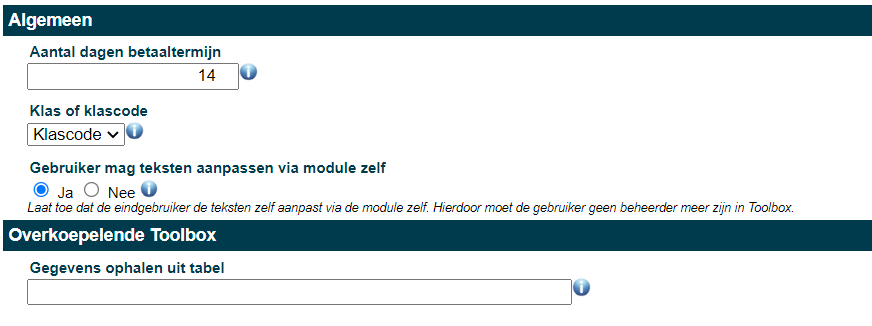 Algemeen
Aantal dagen betaaltermijn
14
Klas of klascode
Klascode
Gebruiker mag teksten aanpassen via module zelf
Ja Nee
Laat toe dat de eindgebruiker de teksten zelf aanpast via de module zelf. Hierdoor moet de gebruiker geen beheerder meer zijn in Toolbox.
Overkoepelende Toolbox
Gegevens ophalen uit tabel